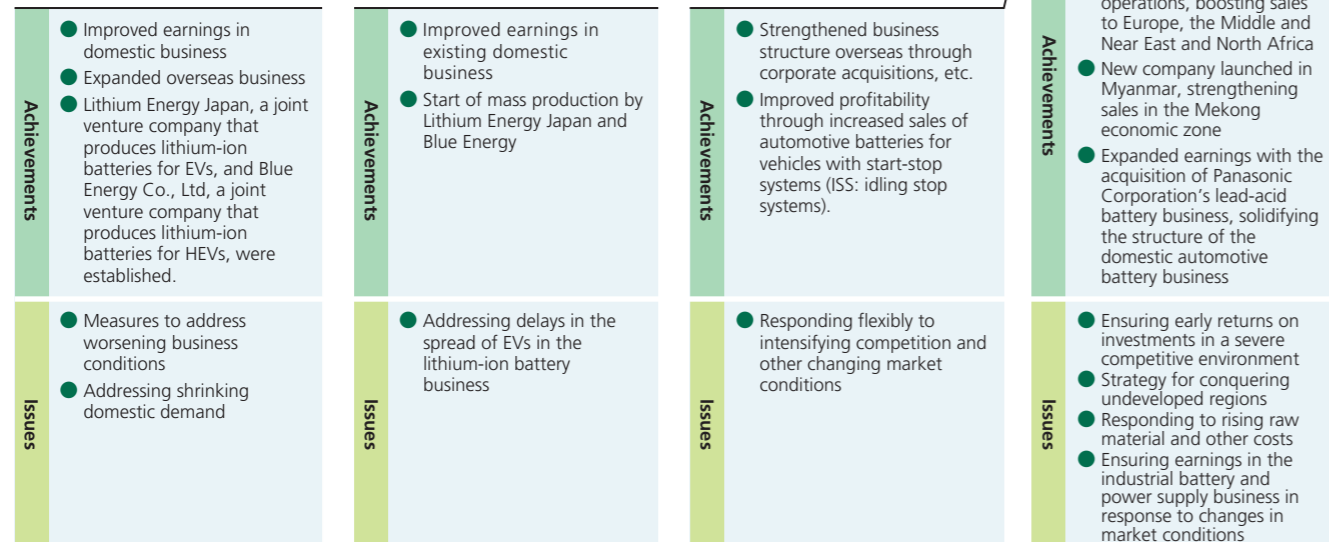 Achievements
● Improved earnings in
domestic business
● Expanded overseas business
● Lithium Energy Japan, a joint
venture company that
produces lithium-ion
batteries for EVs, and Blue
Energy Co., Ltd, a joint
venture company that
produces lithium-ion
batteries for HEVs, were
established.
Issues
● Measures to address
worsening business
conditions
● Addressing shrinking
domestic demand
Achievements
● Improved earnings in
existing domestic
business
● Start of mass production by
Lithium Energy Japan and
Blue Energy
Issues
● Addressing delays in the
spread of EVs in the
lithium-ion battery
business
Achievements
● Strengthened business
structure overseas through
corporate acquisitions, etc.
● Improved profitability
through increased sales of
automotive batteries for
vehicles with start-stop
systems (ISS: idling stop
systems).
Issues
● Responding flexibly to
intensifying competition and
other changing market
conditions
Achievements
operations, boosting sales
to Europe, the Middle and
Near East and North Africa
● New company launched in
Myanmar, strengthening
sales in the Mekong
economic zone
● Expanded earnings with the
acquisition of Panasonic
Corporation’s lead-acid
battery business, solidifying
the structure of the
domestic automotive
battery business
Issues
● Ensuring early returns on
investments in a severe
competitive environment
● Strategy for conquering
undeveloped regions
● Responding to rising raw
material and other costs
● Ensuring earnings in the
industrial battery and
power supply business in
response to changes in
market conditions